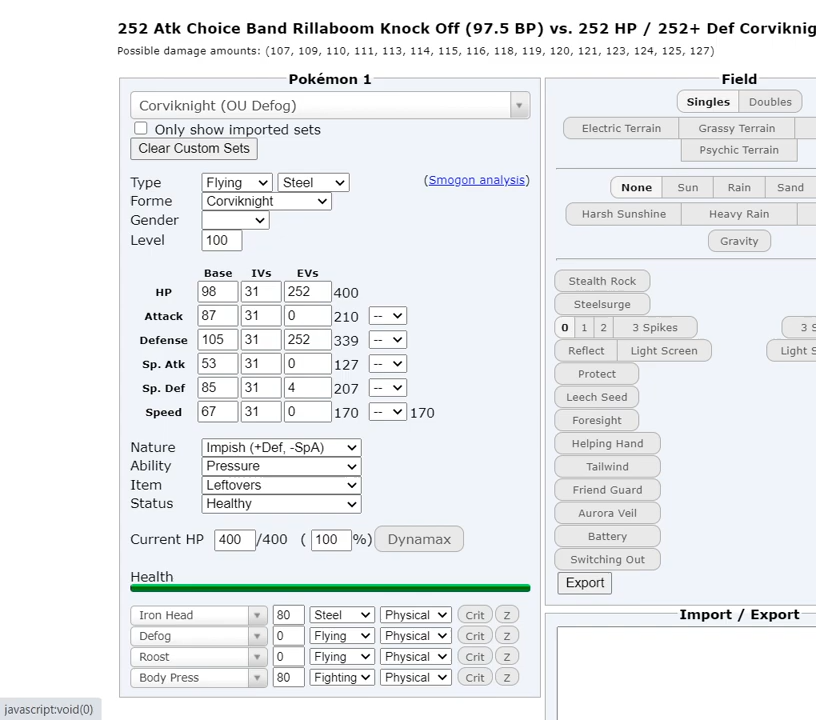 252 Atk Choice Band Rillaboom Knock Off (97.5 BP) vs. 252 HP / 252+ Def Corviknig
Possible damage amounts: (107, 109, 110, 111, 113, 114, 115, 116, 118, 119, 120, 121, 123, 124, 125, 127)
Pokémon 1
Corviknight (OU Defog)
Only show imported sets
Clear Custom Sets
Type Flying Steel (Smogon analysis)
Forme Corviknight
Gender
Level 100
Base IVs EVs
HP 98 31 252 400
Attack 87 31 0 210 --
Defense 105 31 252 339 --
Sp. Atk 53 31 0 127 --
Sp. Def 85 31 4 207 --
Speed 67 31 0 170 -- 170
Nature Impish (+Def, -SpA)
Ability Pressure
Item Leftovers
Status Healthy
Current HP 400 /400 ( 100 %) Dynamax
Health
Iron Head 80 Steel Physical Crit Z
Defog 0 Flying Physical Crit Z
Roost 0 Flying Physical Crit Z
Body Press 80 Fighting Physical Crit Z
Field
Singles Doubles
Electric Terrain Grassy Terrain
Psychic Terrain
None Sun Rain Sand
Harsh Sunshine Heavy Rain
Gravity
Stealth Rock
Steelsurge
0 1 2 3 Spikes 3 S
Reflect Light Screen Light S
Protect
Leech Seed
Foresight
Helping Hand
Tailwind
Friend Guard
Aurora Veil
Battery
Switching Out
Export
Import / Export
javascript:void(0)